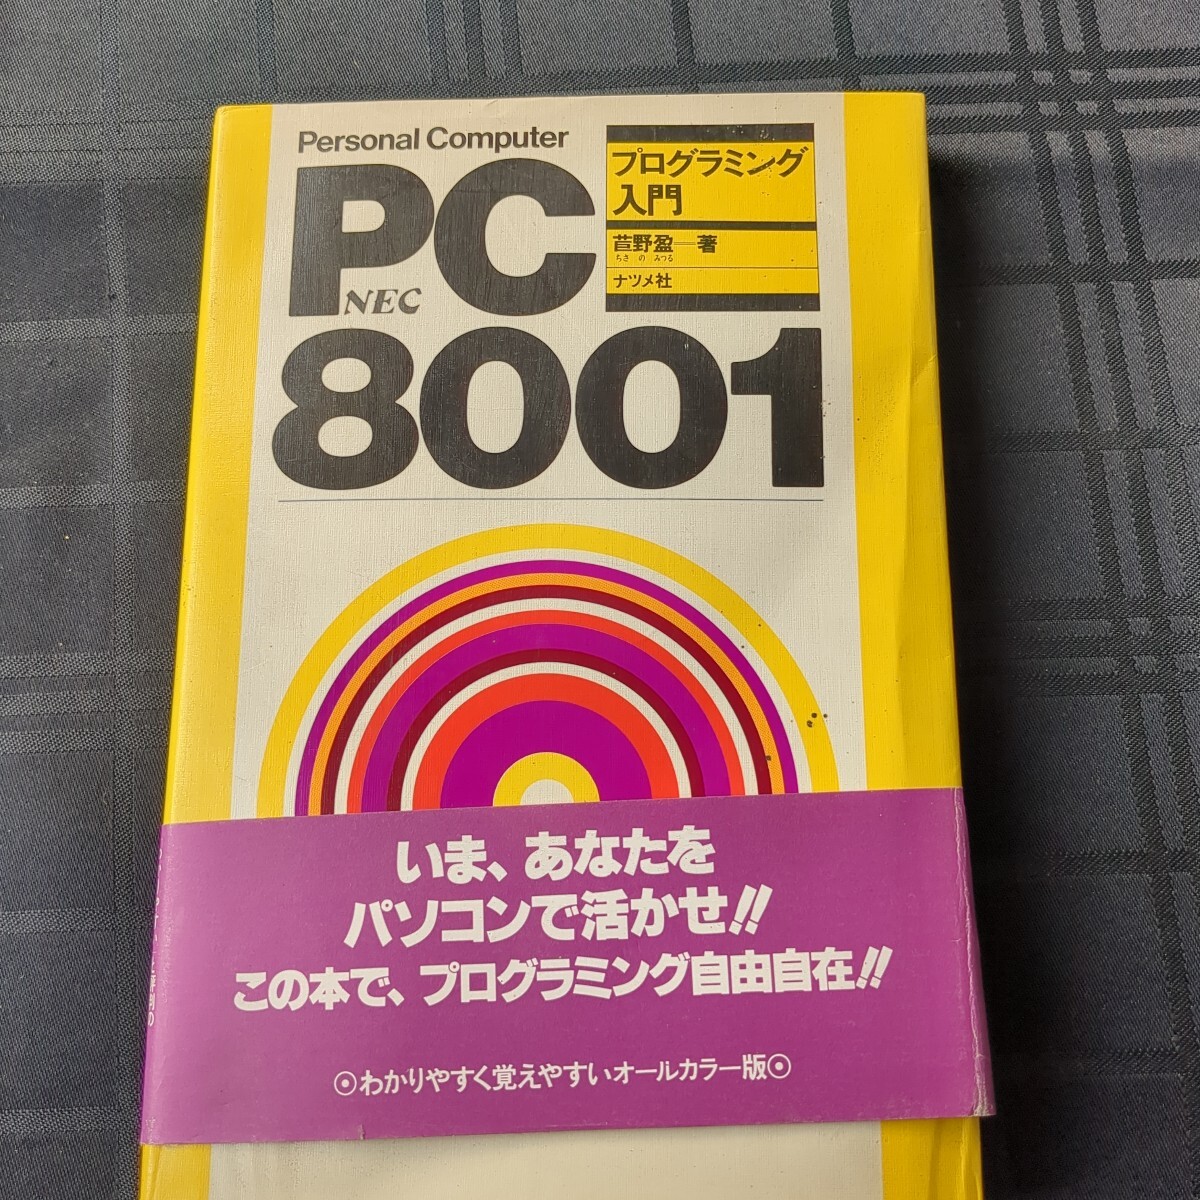 Personal Computer
PC
NEC
8001
プログラミング
入門
苣野盈―著
ちさ の みつる
ナツメ社
いま、あなたを
パソコンで活かせ!!
この本で、プログラミング自由自在!!
⦿わかりやすく覚えやすいオールカラー版⦿